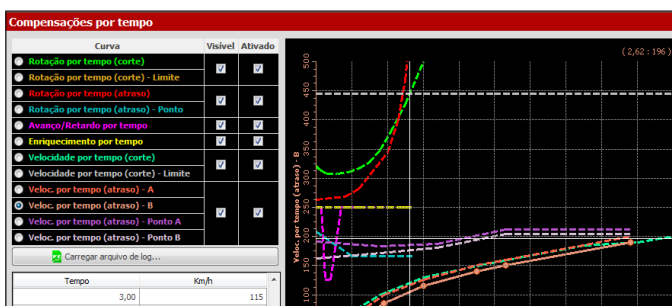 Compensações por tempo
Curva Visível Ativado
Rotação por tempo (corte)
Rotação por tempo (corte) - Limite
Rotação por tempo (atraso)
Rotação por tempo (atraso) - Ponto
Avanço/Retardo por tempo
Enriquecimento por tempo
Velocidade por tempo (corte)
Velocidade por tempo (corte) - Limite
Veloc. por tempo (atraso) - A
Veloc. por tempo (atraso) - B
Veloc. por tempo (atraso) - Ponto A
Veloc. por tempo (atraso) - Ponto B
Carregar arquivo de log...
Tempo Km/h
3,00 115
(2,62 : 196)
Veloc. por tempo (atraso) - B
500
450
400
350
300
250
200
150
100